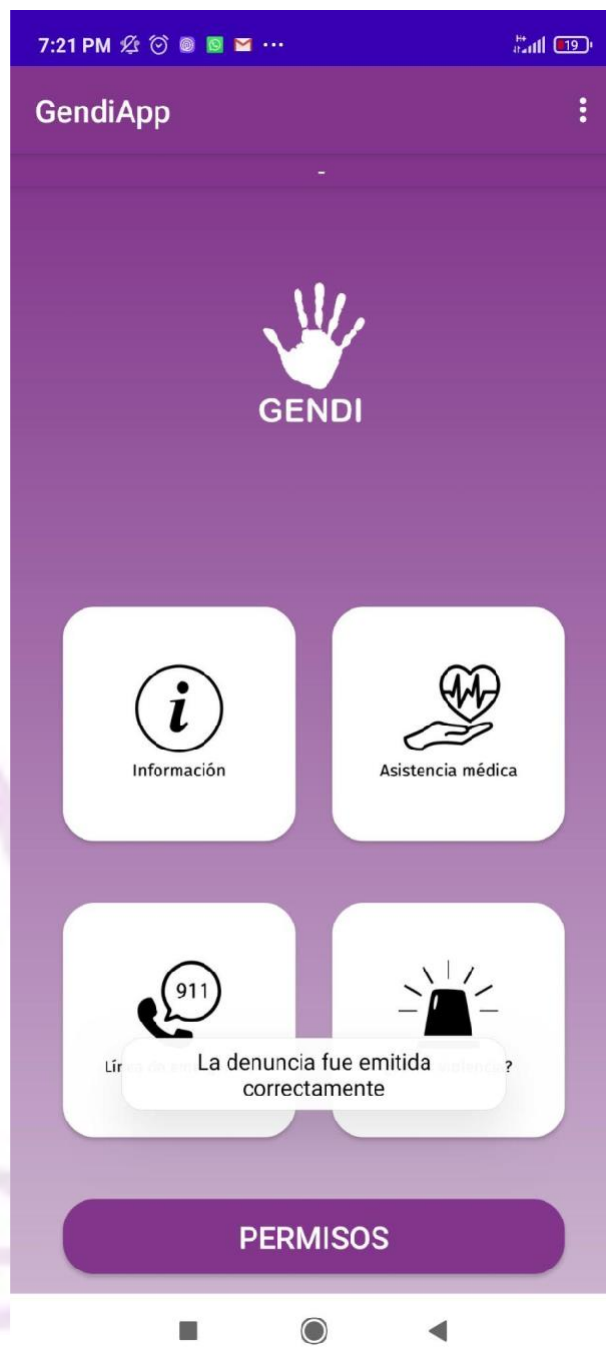 7:21 PM
19
GendiApp
-
GENDI
Información
Asistencia médica
911
La denuncia fue emitida
correctamente
?
PERMISOS